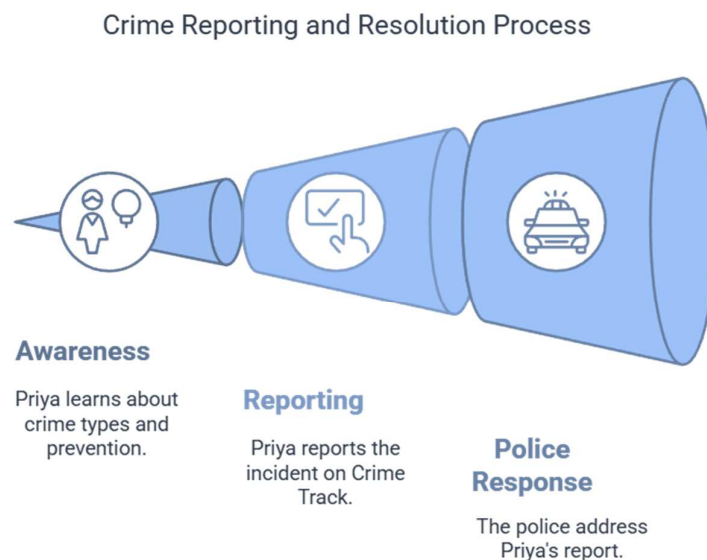 Crime Reporting and Resolution Process
Awareness
Priya learns about
crime types and
prevention.
Reporting
Priya reports the
incident on Crime
Track.
Police
Response
The police address
Priya's report.